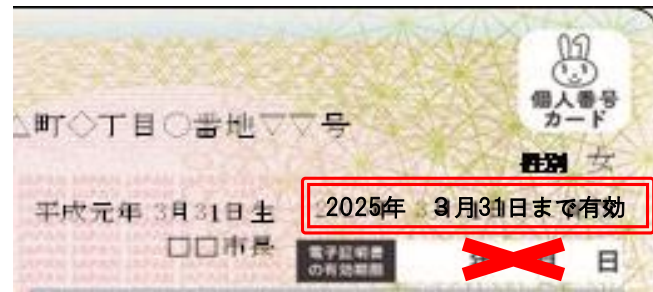 個人番号
カード
△町◇丁目○番地▽▽号
性別 女
平成元年 3月31日生 2025年 3月31日まで有効
□□市長
電子証明書
の有効期限
日